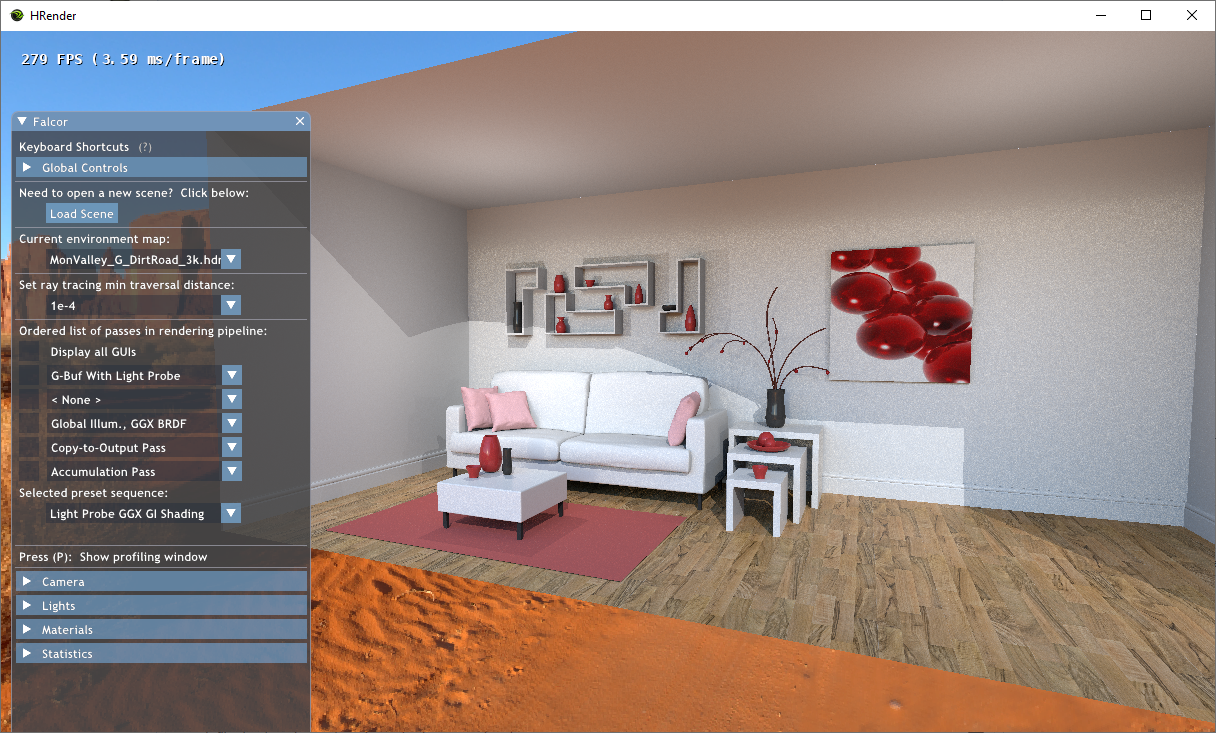 HRender
279 FPS (3.59 ms/frame)
Falcor
Keyboard Shortcuts (?)
Global Controls
Need to open a new scene? Click below:
Load Scene
Current environment map:
MonValley_G_DirtRoad_3k.hdr
Set ray tracing min traversal distance:
1e-4
Ordered list of passes in rendering pipeline:
Display all GUIs
G-Buf With Light Probe
< None >
Global Illum., GGX BRDF
Copy-to-Output Pass
Accumulation Pass
Selected preset sequence:
Light Probe GGX GI Shading
Press (P): Show profiling window
Camera
Lights
Materials
Statistics